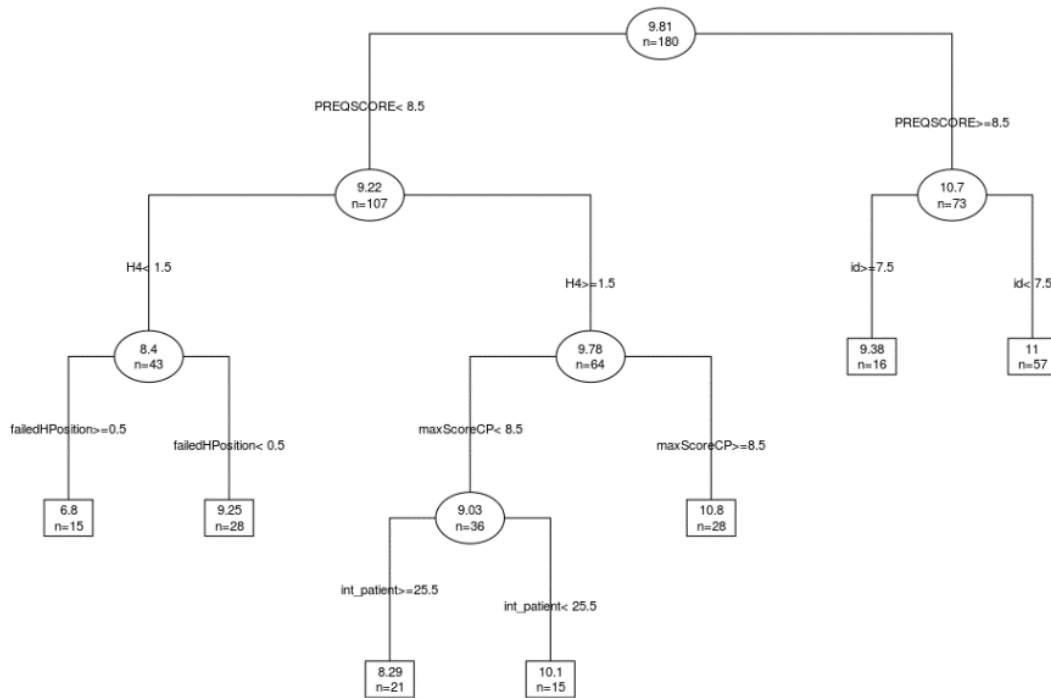 9.81
n=180
PREQSCORE< 8.5
PREQSCORE>=8.5
9.22
n=107
10.7
n=73
H4< 1.5
H4>=1.5
id>=7.5
id< 7.5
8.4
n=43
9.78
n=64
9.38
n=16
11
n=57
failedHPosition>=0.5
failedHPosition< 0.5
maxScoreCP< 8.5
maxScoreCP>=8.5
6.8
n=15
9.25
n=28
9.03
n=36
10.8
n=28
int_patient>=25.5
int_patient< 25.5
8.29
n=21
10.1
n=15